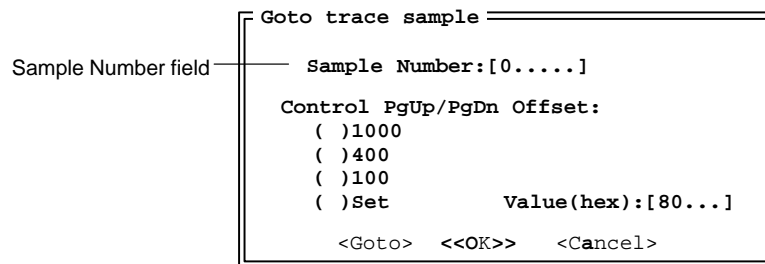 Goto trace sample
Sample Number field
Sample Number:[0.....]
Control PgUp/PgDn Offset:
( )1000
( )400
( )100
( )Set Value(hex):[80...]
<Goto> <<OK>> <Cancel>